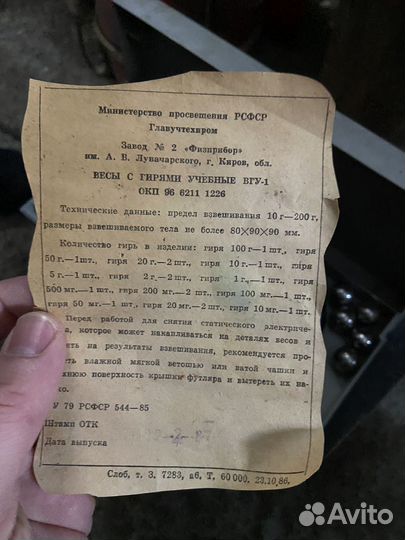 Министерство просвещения РСФСР
Главучтехпром
Завод № 2 «Физприбор»
им. А. В. Луначарского, г. Киров, обл.
ВЕСЫ С ГИРЯМИ УЧЕБНЫЕ ВГУ-1
ОКП 96 6211 1226
Технические данные: предел взвешивания 10 г—200 г,
размеры взвешиваемого тела не более 80×90×90 мм.
Количество гирь в изделии: гиря 100 г—1 шт., гиря
50 г.—1 шт., гиря 20 г.—2 шт., гиря 10 г.—1 шт., гиря
5 г.—1 шт., гиря 2 г.—2 шт., гиря 1 г.—1 шт., гиря
500 мг.—1 шт., гиря 200 мг.—2 шт., гиря 100 мг.—1 шт.,
гиря 50 мг.—1 шт., гиря 20 мг.—2 шт., гиря 10 мг.—1 шт.
Перед работой для снятия статического электриче-
а, которое может накапливаться на деталях весов и
ять на результаты взвешивания, рекомендуется про-
ть влажной мягкой ветошью или ватой чашки и
хнюю поверхность крышки футляра и вытереть их на-
хо.
У 79 РСФСР 544—85
Штамп ОТК
Дата выпуска
Слоб. т. З. 7283, аб. Т. 60 000. 23.10.86.
Avito